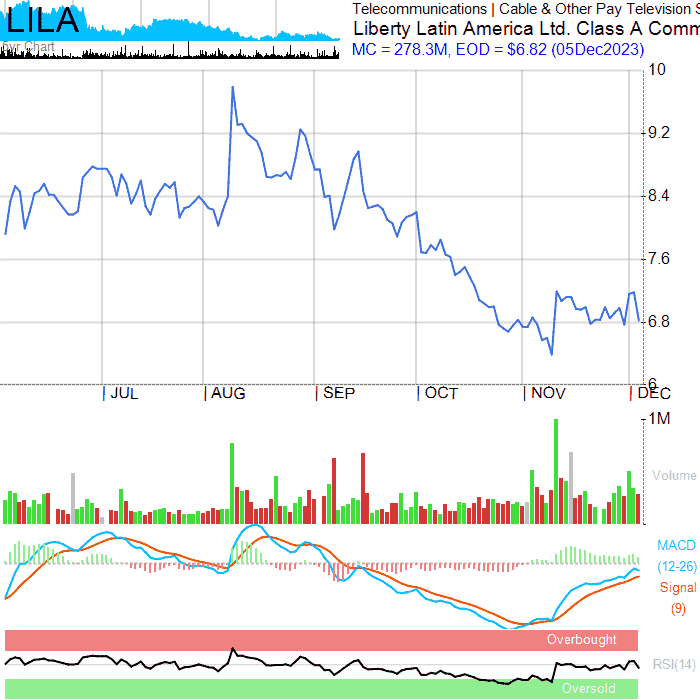 LILA
5yr Chart
Telecommunications | Cable & Other Pay Television S
Liberty Latin America Ltd. Class A Comm
MC = 278.3M, EOD = $6.82 (05Dec2023)
10
9.2
8.4
7.6
6.8
6
| JUL | AUG | SEP | OCT | NOV | DEC
1M
Volume
MACD
(12-26)
Signal
(9)
Overbought
RSI(14)
Oversold